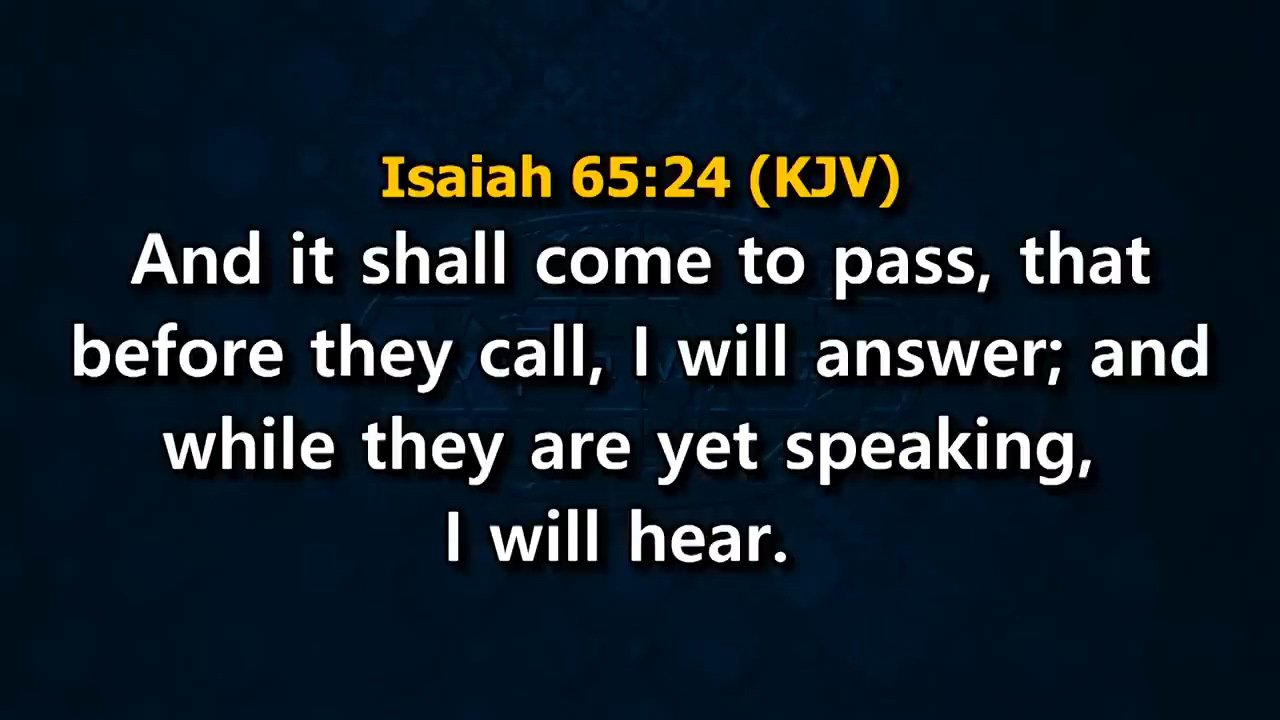 Isaiah 65:24 (KJV)
And it shall come to pass, that
before they call, I will answer; and
while they are yet speaking,
I will hear.